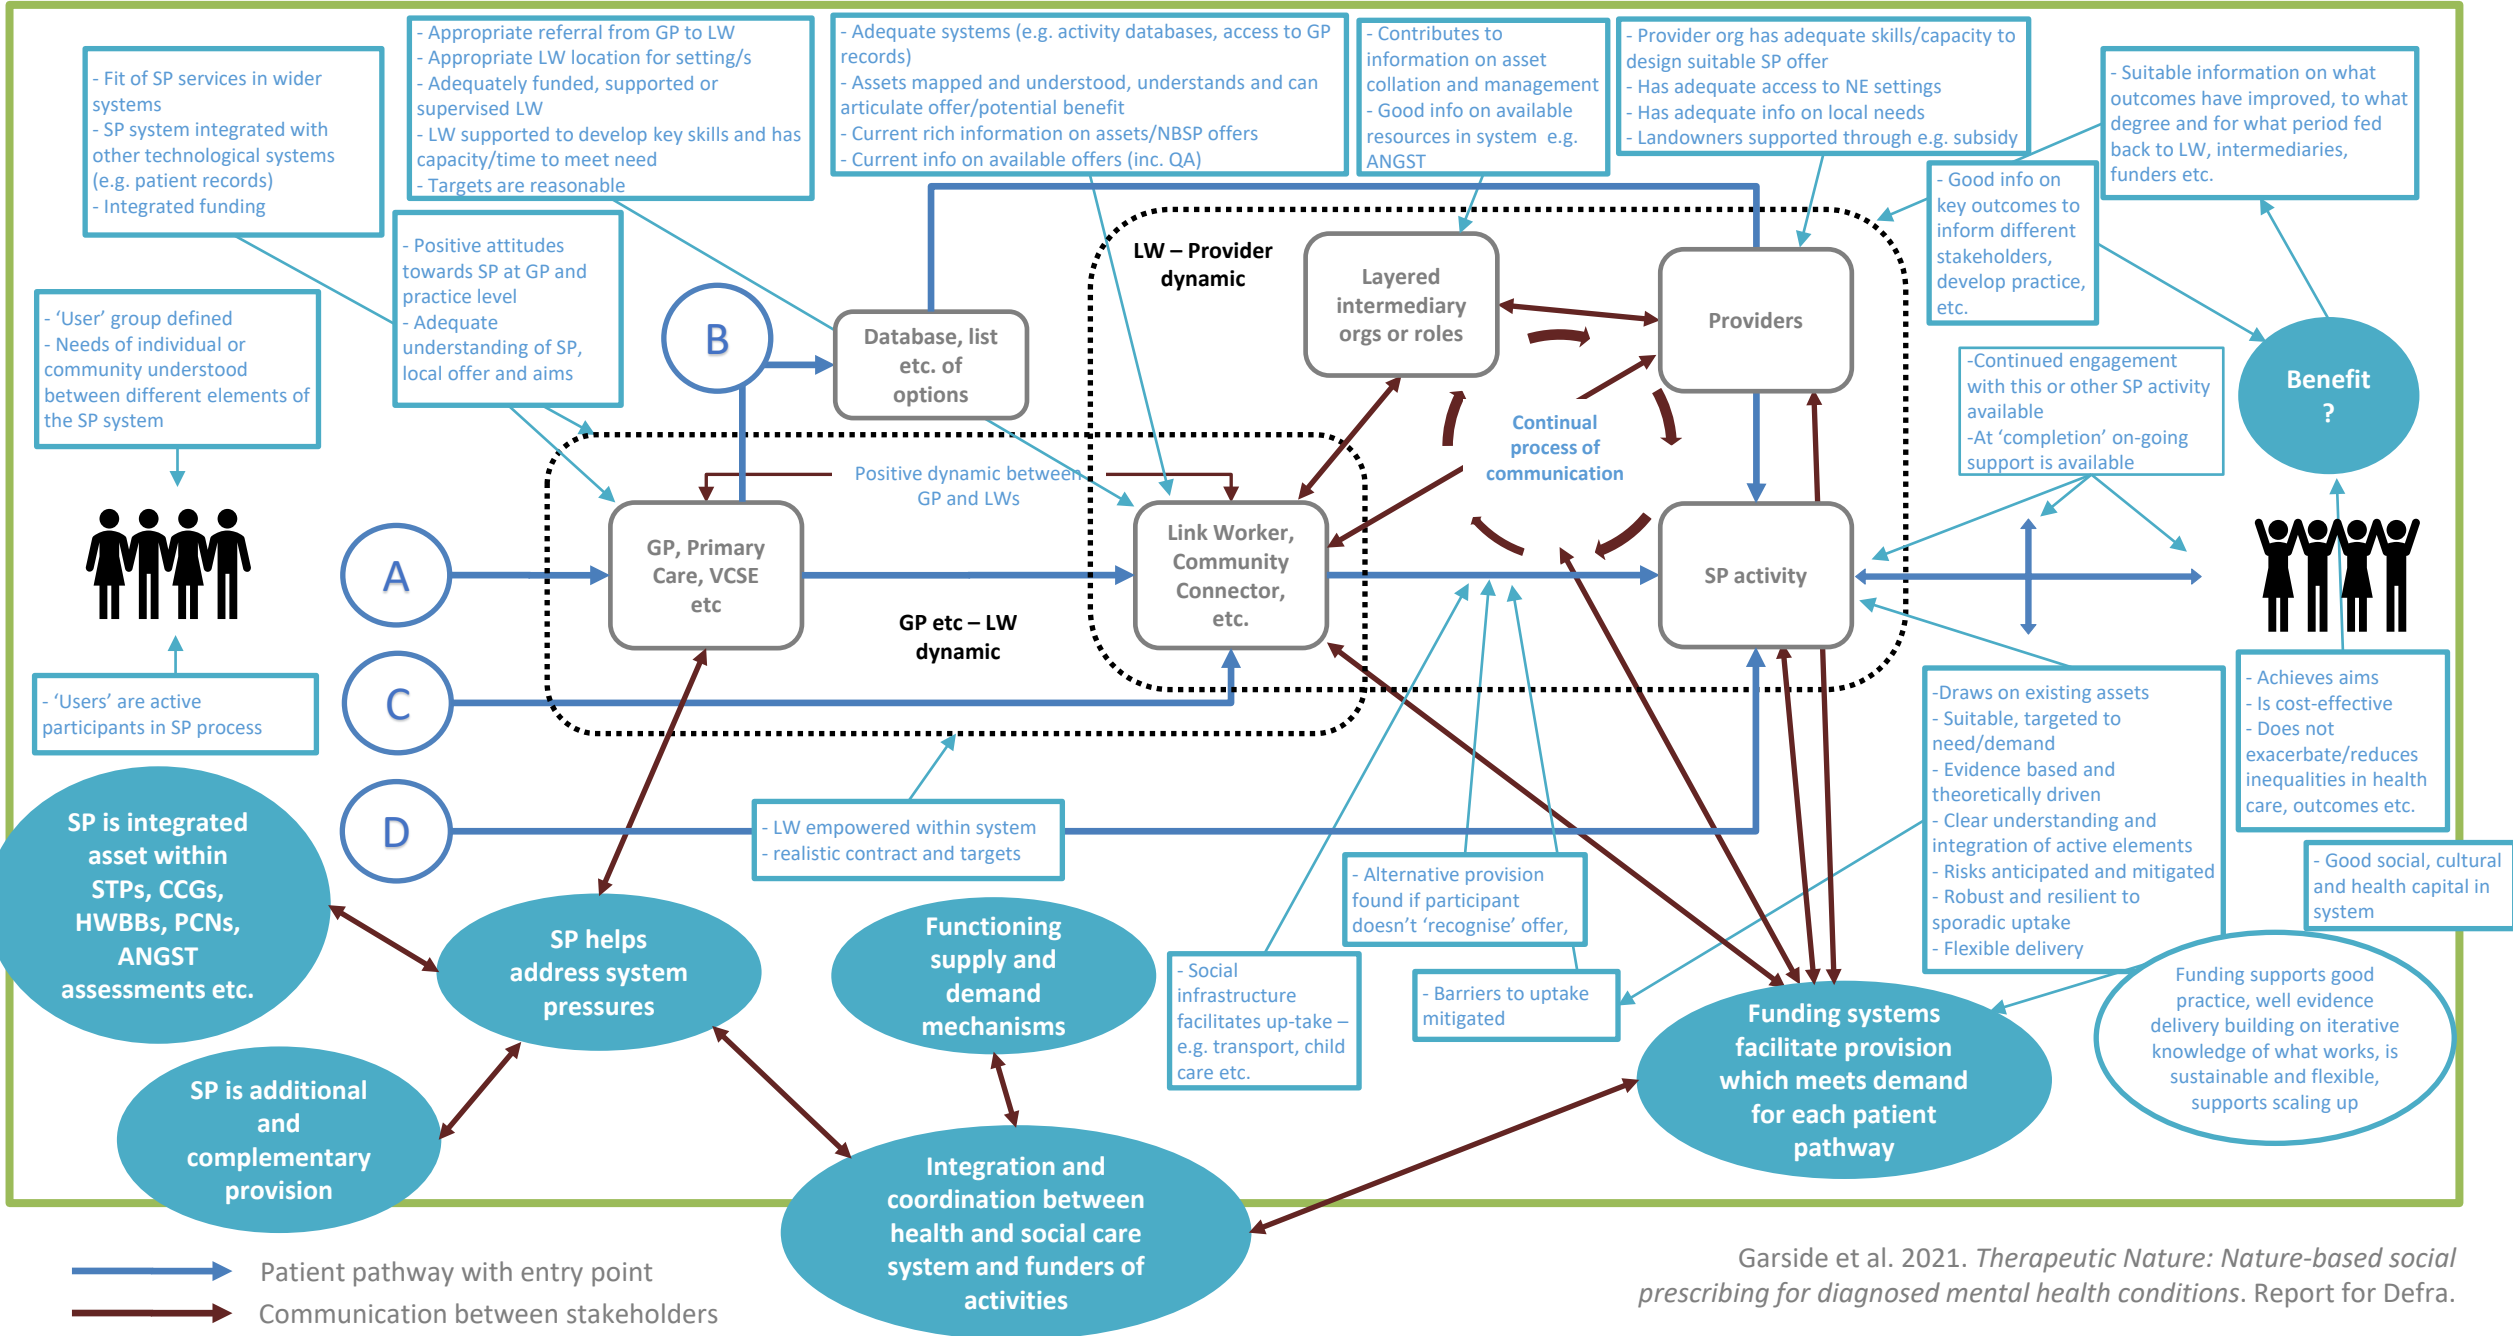 - Fit of SP services in wider
systems
- SP system integrated with
other technological systems
(e.g. patient records)
- Integrated funding
- Appropriate referral from GP to LW
- Appropriate LW location for setting/s
- Adequately funded, supported or
supervised LW
- LW supported to develop key skills and has
capacity/time to meet need
- Targets are reasonable
- Adequate systems (e.g. activity databases, access to GP
records)
- Assets mapped and understood, understands and can
articulate offer/potential benefit
- Current rich information on assets/NBSP offers
- Current info on available offers (inc. QA)
- Contributes to
information on asset
collation and management
- Good info on available
resources in system e.g.
ANGST
- Provider org has adequate skills/capacity to
design suitable SP offer
- Has adequate access to NE settings
- Has adequate info on local needs
- Landowners supported through e.g. subsidy
- Suitable information on what
outcomes have improved, to what
degree and for what period fed
back to LW, intermediaries,
funders etc.
- Good info on
key outcomes to
inform different
stakeholders,
develop practice,
etc.
- Positive attitudes
towards SP at GP and
practice level
- Adequate
understanding of SP,
local offer and aims
- ‘User’ group defined
- Needs of individual or
community understood
between different elements of
the SP system
B
Database, list
etc. of
options
LW – Provider
dynamic
Layered
intermediary
orgs or roles
Providers
-Continued engagement
with this or other SP activity
available
-At ‘completion’ on-going
support is available
Benefit
?
Continual
process of
communication
Positive dynamic between
GP and LWs
A
GP, Primary
Care, VCSE
etc
Link Worker,
Community
Connector,
etc.
SP activity
GP etc – LW
dynamic
- ‘Users’ are active
participants in SP process
C
D
- LW empowered within system
- realistic contract and targets
-Draws on existing assets
- Suitable, targeted to
need/demand
- Evidence based and
theoretically driven
- Clear understanding and
integration of active elements
- Risks anticipated and mitigated
- Robust and resilient to
sporadic uptake
- Flexible delivery
- Achieves aims
- Is cost-effective
- Does not
exacerbate/reduces
inequalities in health
care, outcomes etc.
- Good social, cultural
and health capital in
system
SP is integrated
asset within
STPs, CCGs,
HWBBs, PCNs,
ANGST
assessments etc.
SP helps
address system
pressures
Functioning
supply and
demand
mechanisms
- Alternative provision
found if participant
doesn’t ‘recognise’ offer,
- Social
infrastructure
facilitates up-take –
e.g. transport, child
care etc.
- Barriers to uptake
mitigated
Funding systems
facilitate provision
which meets demand
for each patient
pathway
Funding supports good
practice, well evidence
delivery building on iterative
knowledge of what works, is
sustainable and flexible,
supports scaling up
SP is additional
and
complementary
provision
Integration and
coordination between
health and social care
system and funders of
activities
Patient pathway with entry point
Communication between stakeholders
Garside et al. 2021. Therapeutic Nature: Nature-based social
prescribing for diagnosed mental health conditions. Report for Defra.